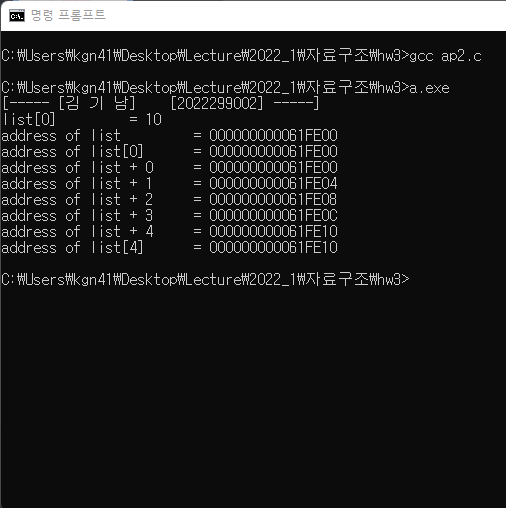 명령 프롬프트
C:\Users\kgn41\Desktop\Lecture\2022_1\자료구조\hw3>gcc ap2.c
C:\Users\kgn41\Desktop\Lecture\2022_1\자료구조\hw3>a.exe
[----- [김 기 남] [2022299002] -----]
list[0] = 10
address of list = 000000000061FE00
address of list[0] = 000000000061FE00
address of list + 0 = 000000000061FE00
address of list + 1 = 000000000061FE04
address of list + 2 = 000000000061FE08
address of list + 3 = 000000000061FE0C
address of list + 4 = 000000000061FE10
address of list[4] = 000000000061FE10
C:\Users\kgn41\Desktop\Lecture\2022_1\자료구조\hw3>